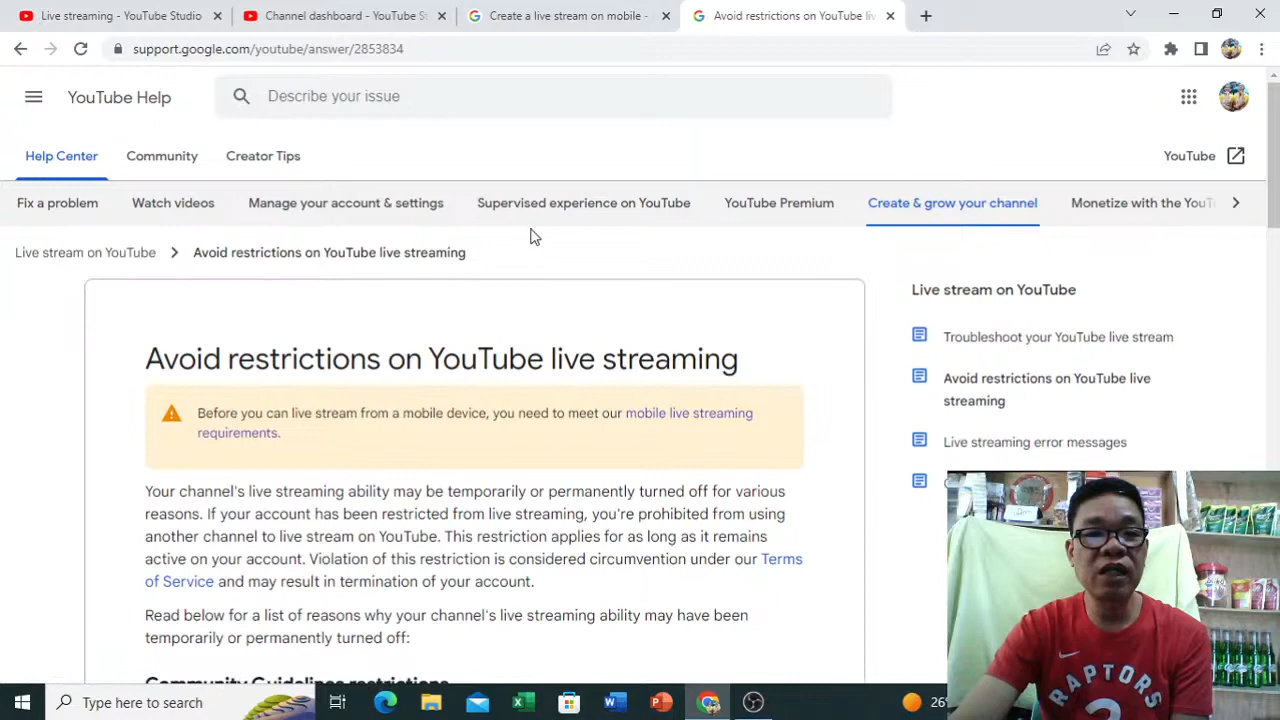 Live streaming - YouTube Studio
Channel dashboard - YouTube St
Create a live stream on mobile -
Avoid restrictions on YouTube li
support.google.com/youtube/answer/2853834
YouTube Help
Describe your issue
Help Center
Community
Creator Tips
YouTube
Fix a problem
Watch videos
Manage your account & settings
Supervised experience on YouTube
YouTube Premium
Create & grow your channel
Monetize with the YouT
Live stream on YouTube
Avoid restrictions on YouTube live streaming
Avoid restrictions on YouTube live streaming
Before you can live stream from a mobile device, you need to meet our mobile live streaming
requirements.
Your channel's live streaming ability may be temporarily or permanently turned off for various
reasons. If your account has been restricted from live streaming, you're prohibited from using
another channel to live stream on YouTube. This restriction applies for as long as it remains
active on your account. Violation of this restriction is considered circumvention under our Terms
of Service and may result in termination of your account.
Read below for a list of reasons why your channel's live streaming ability may have been
temporarily or permanently turned off:
Community Guidelines restrictions
Live stream on YouTube
Troubleshoot your YouTube live stream
Avoid restrictions on YouTube live
streaming
Live streaming error messages
RAPTORS
2
Type here to search
26